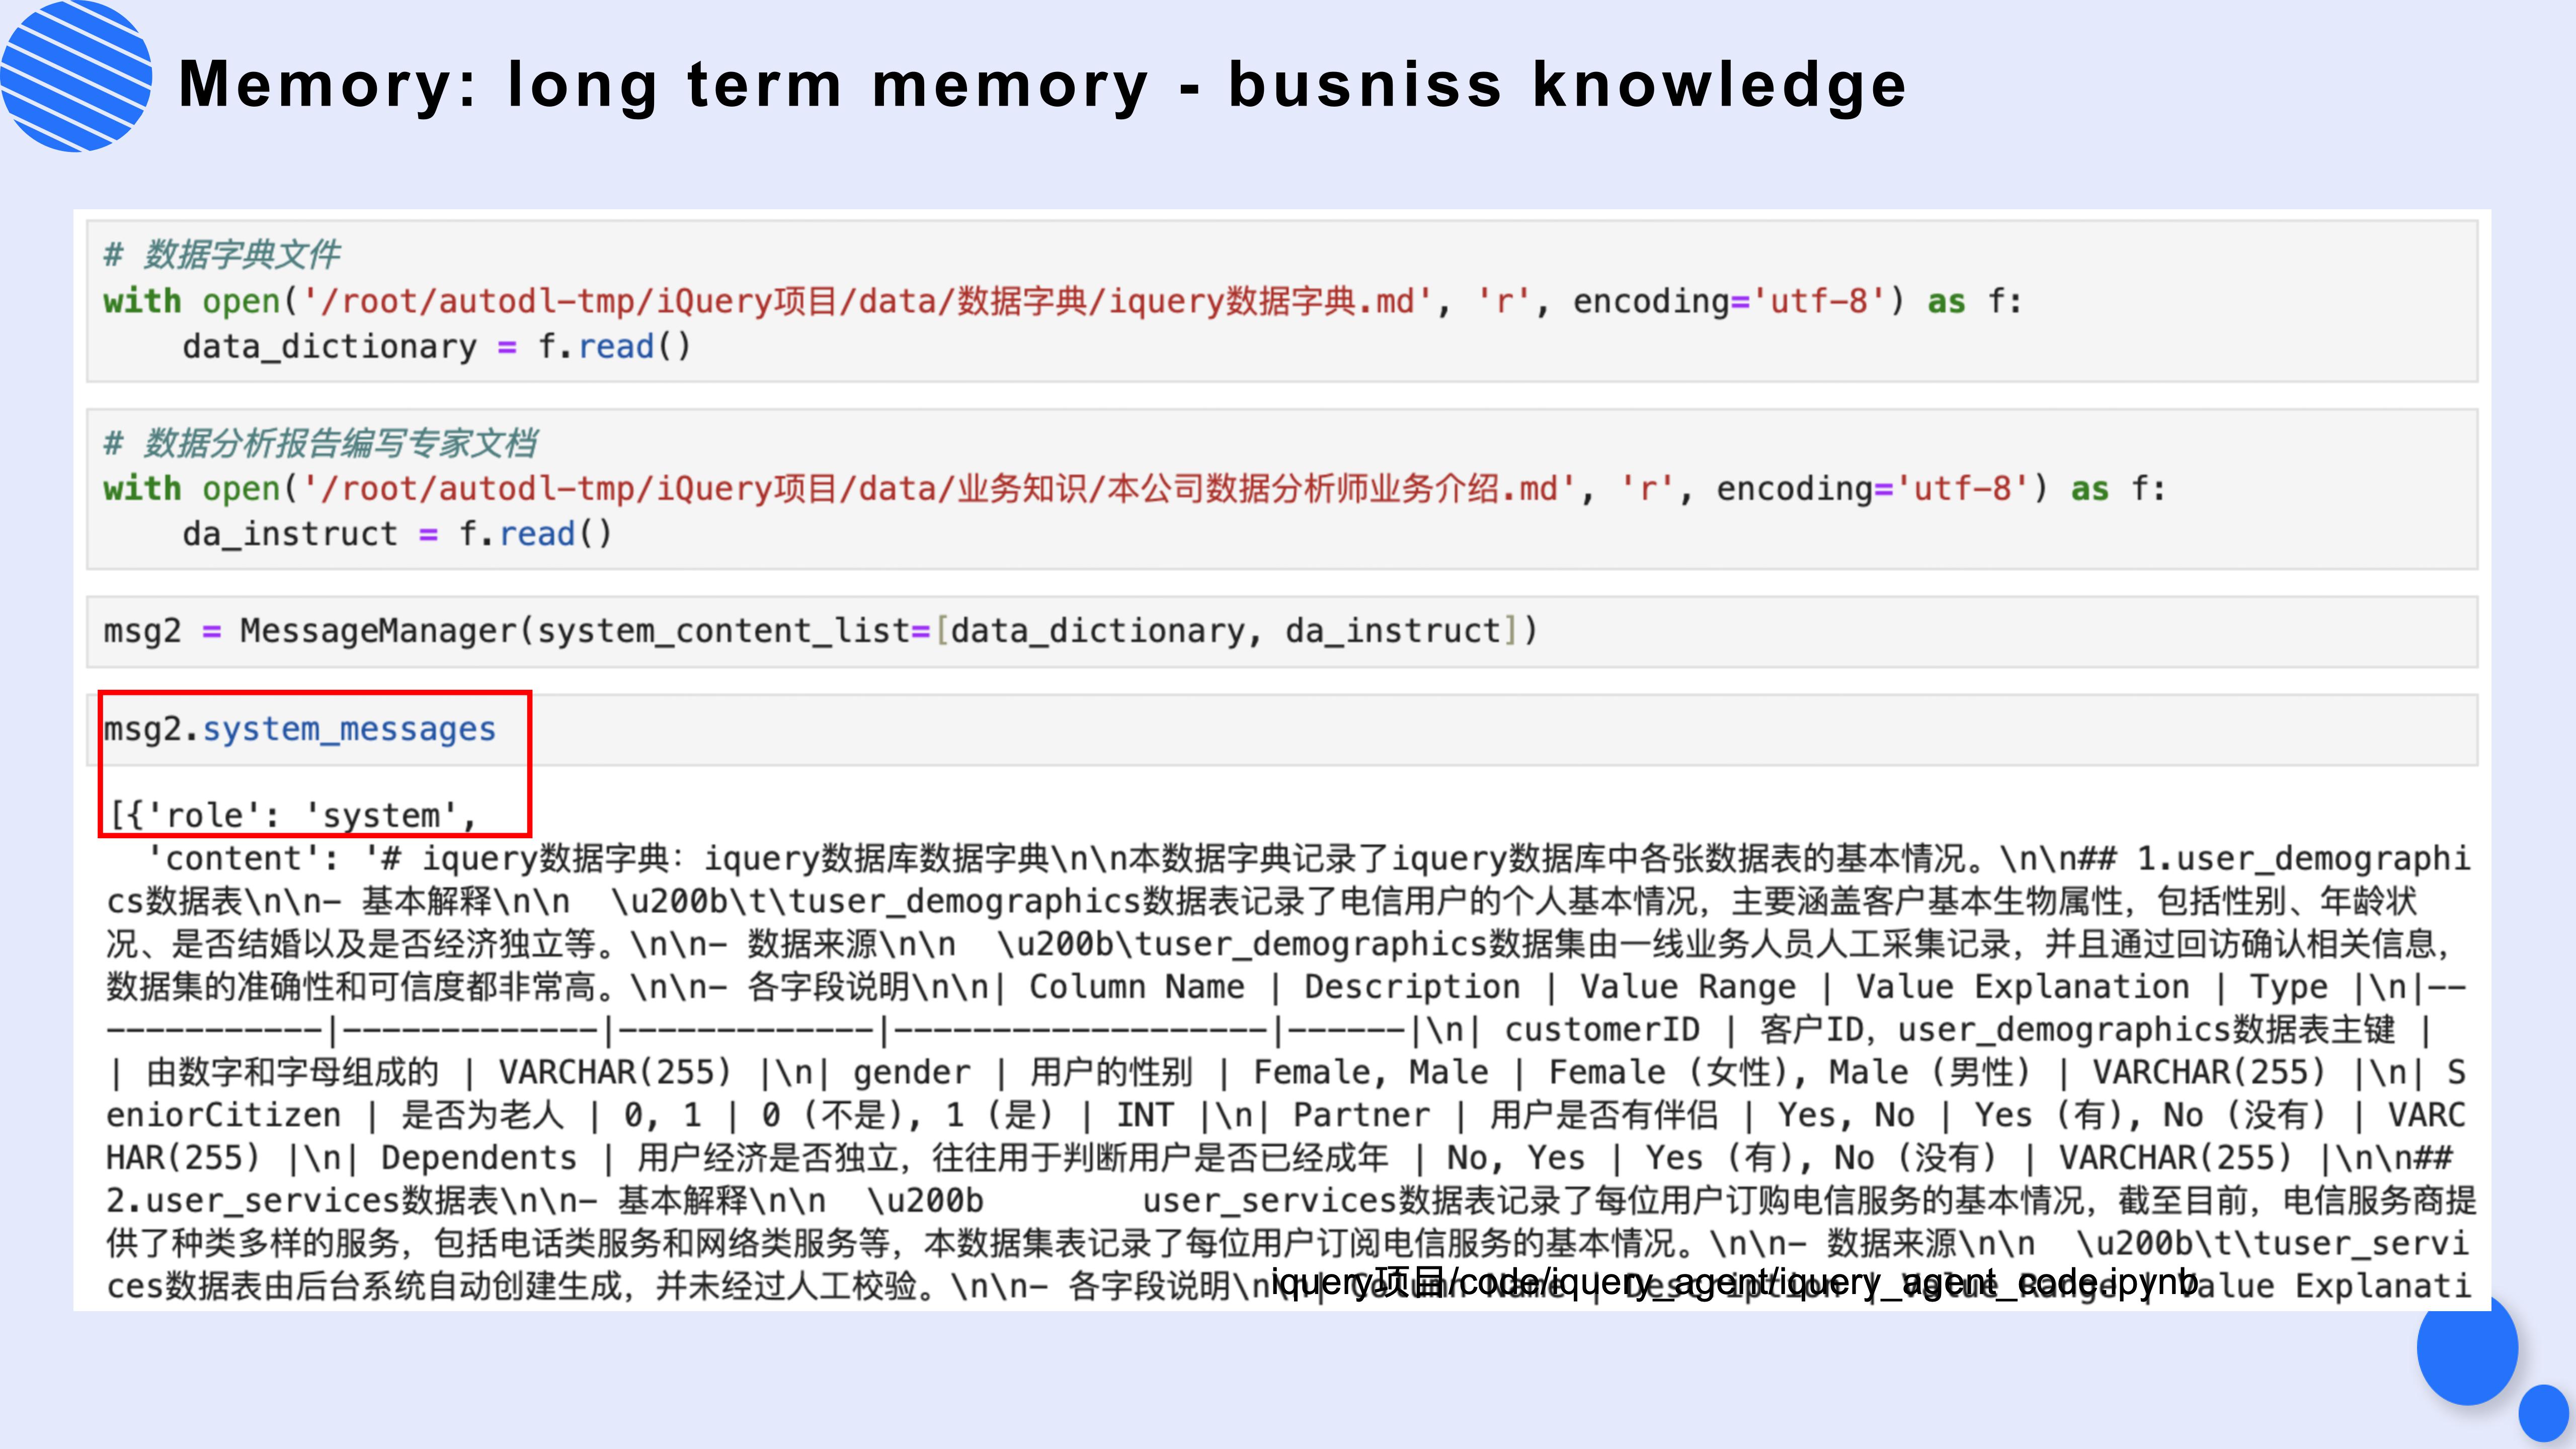 Memory: long term memory - busniss knowledge
# 数据字典文件
with open('/root/autodl-tmp/iQuery项目/data/数据字典/iquery数据字典.md', 'r', encoding='utf-8') as f:
    data_dictionary = f.read()
# 数据分析报告编写专家文档
with open('/root/autodl-tmp/iQuery项目/data/业务知识/本公司数据分析师业务介绍.md', 'r', encoding='utf-8') as f:
    da_instruct = f.read()
msg2 = MessageManager(system_content_list=[data_dictionary, da_instruct])
msg2.system_messages
[{'role': 'system',
  'content': '# iquery数据字典：iquery数据库数据字典\n\n本数据字典记录了iquery数据库中各张数据表的基本情况。\n\n## 1.user_demographi
cs数据表\n\n- 基本解释\n\n  \u200b\t\tuser_demographics数据表记录了电信用户的个人基本情况，主要涵盖客户基本生物属性，包括性别、年龄状
况、是否结婚以及是否经济独立等。\n\n- 数据来源\n\n  \u200b\tuser_demographics数据集由一线业务人员人工采集记录，并且通过回访确认相关信息，
数据集的准确性和可信度都非常高。\n\n- 各字段说明\n\n| Column Name | Description | Value Range | Value Explanation | Type |\n|--
-----------|-------------|-------------|-------------------|------|\n| customerID | 客户ID，user_demographics数据表主键 |
| 由数字和字母组成的 | VARCHAR(255) |\n| gender | 用户的性别 | Female, Male | Female (女性), Male (男性) | VARCHAR(255) |\n| S
eniorCitizen | 是否为老人 | 0, 1 | 0 (不是), 1 (是) | INT |\n| Partner | 用户是否有伴侣 | Yes, No | Yes (有), No (没有) | VARC
HAR(255) |\n| Dependents | 用户经济是否独立，往往用于判断用户是否已经成年 | No, Yes | Yes (有), No (没有) | VARCHAR(255) |\n\n##
2.user_services数据表\n\n- 基本解释\n\n  \u200b        user_services数据表记录了每位用户订购电信服务的基本情况，截至目前，电信服务商提
供了种类多样的服务，包括电话类服务和网络类服务等，本数据集表记录了每位用户订阅电信服务的基本情况。\n\n- 数据来源\n\n  \u200b\t\tuser_servi
ces数据表由后台系统自动创建生成，并未经过人工校验。\n\n- 各字段说明\n\n| Column Name | Description | Value Range | Value Explanati
iquery项目/code/iquery_agent/iquery_agent_code.ipynb